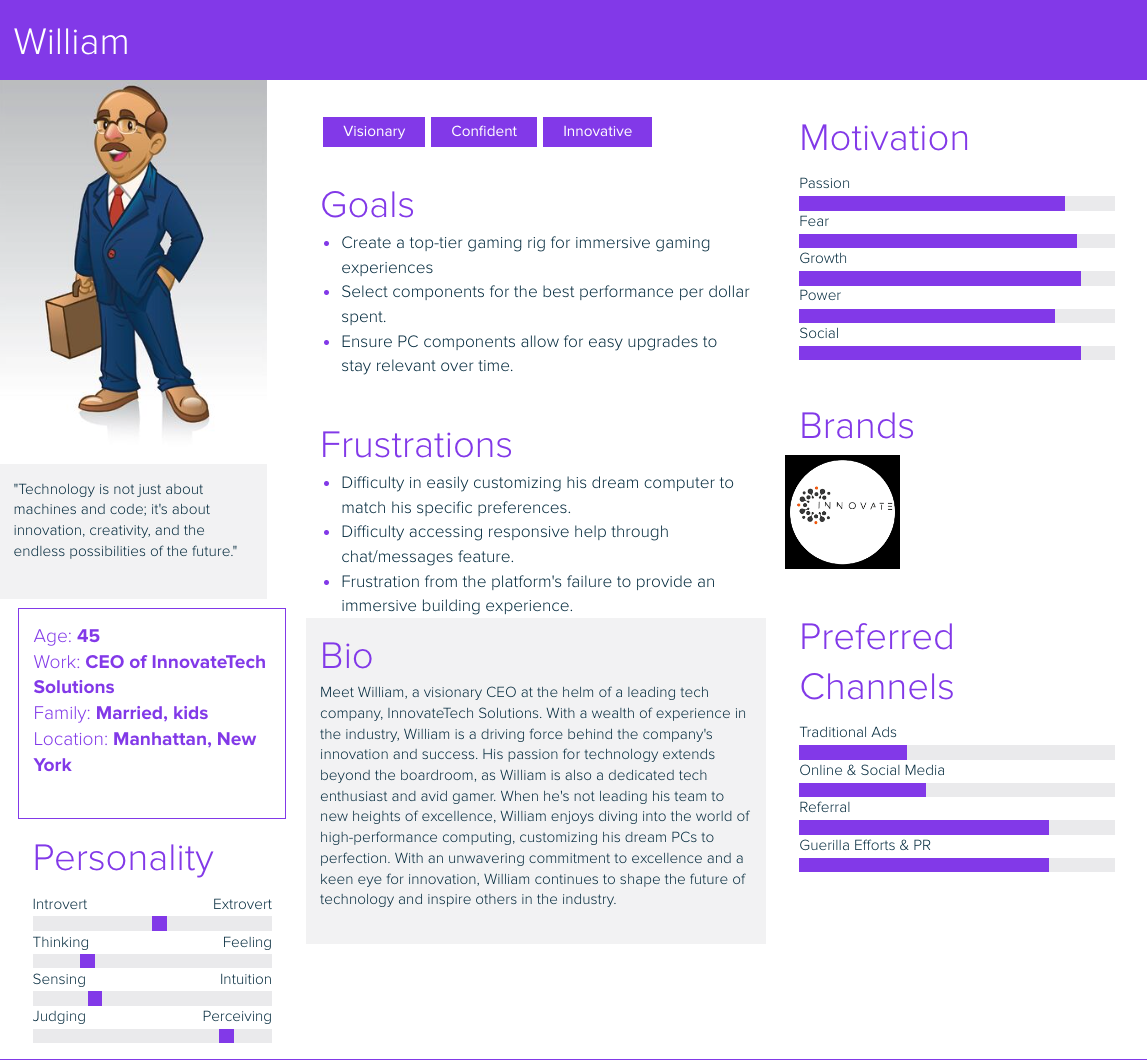 William
"Technology is not just about
machines and code; it's about
innovation, creativity, and the
endless possibilities of the future."
Age: 45
Work: CEO of InnovateTech
Solutions
Family: Married, kids
Location: Manhattan, New
York
Personality
Introvert Extrovert
Thinking Feeling
Sensing Intuition
Judging Perceiving
Visionary Confident Innovative
Goals
Create a top-tier gaming rig for immersive gaming
experiences
Select components for the best performance per dollar
spent.
Ensure PC components allow for easy upgrades to
stay relevant over time.
Frustrations
Difficulty in easily customizing his dream computer to
match his specific preferences.
Difficulty accessing responsive help through
chat/messages feature.
Frustration from the platform's failure to provide an
immersive building experience.
Bio
Meet William, a visionary CEO at the helm of a leading tech
company, InnovateTech Solutions. With a wealth of experience in
the industry, William is a driving force behind the company's
innovation and success. His passion for technology extends
beyond the boardroom, as William is also a dedicated tech
enthusiast and avid gamer. When he's not leading his team to
new heights of excellence, William enjoys diving into the world of
high-performance computing, customizing his dream PCs to
perfection. With an unwavering commitment to excellence and a
keen eye for innovation, William continues to shape the future of
technology and inspire others in the industry.
Motivation
Passion
Fear
Growth
Power
Social
Brands
INNOVATE
Preferred
Channels
Traditional Ads
Online & Social Media
Referral
Guerilla Efforts & PR